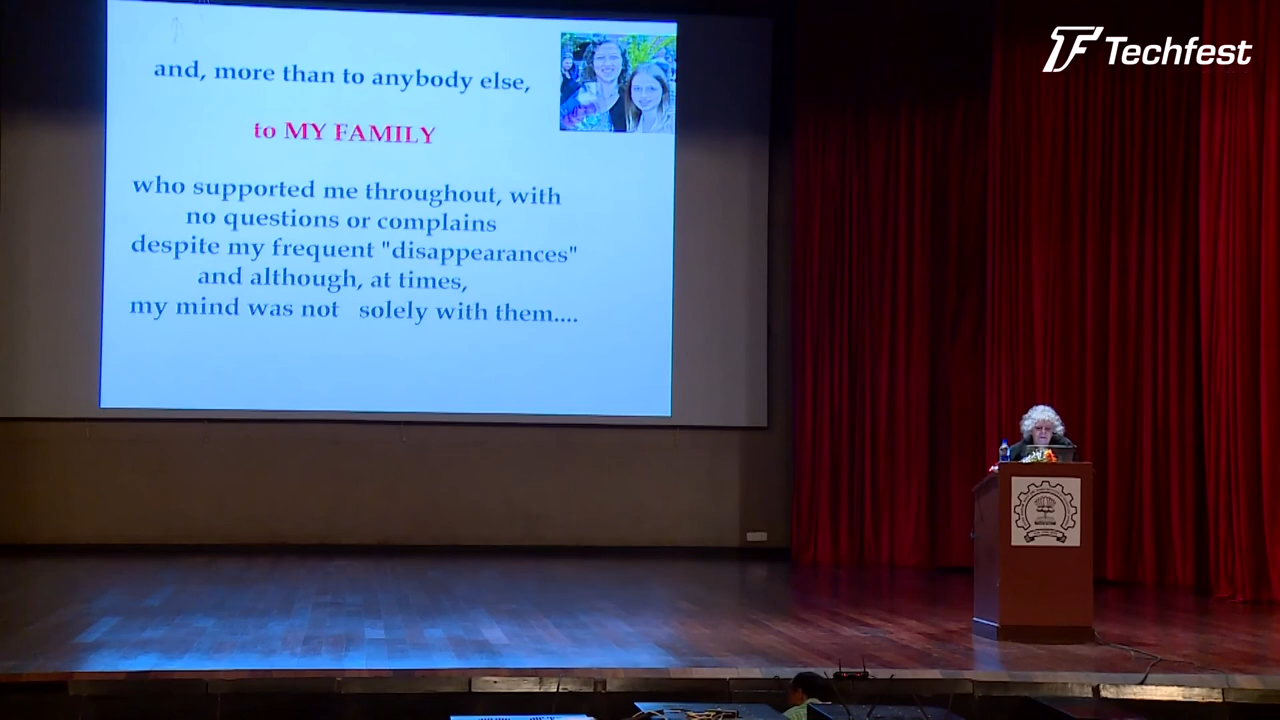 Techfest
and, more than to anybody else,
to MY FAMILY
who supported me throughout, with
no questions or complains
despite my frequent "disappearances"
and although, at times,
my mind was not solely with them....